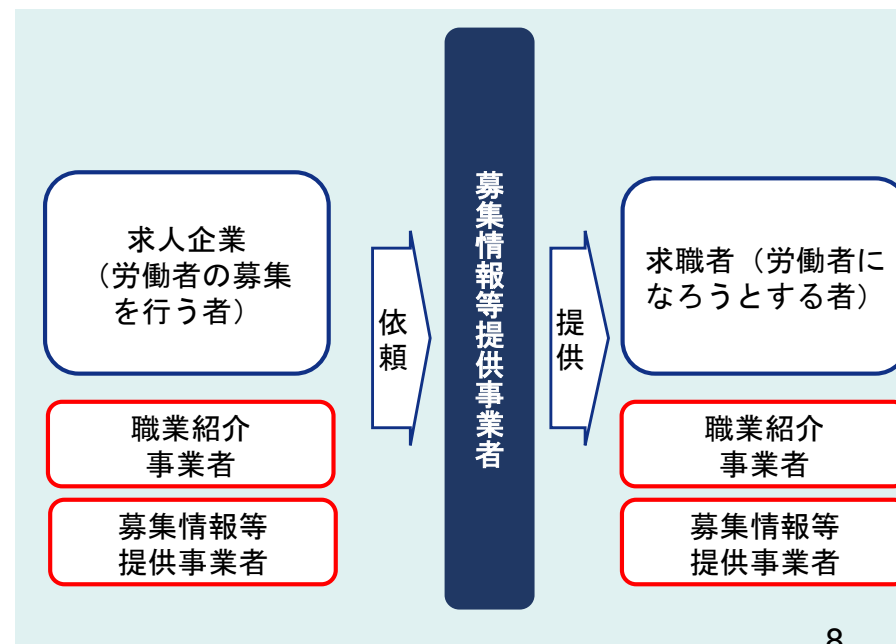 求人企業
（労働者の募集
を行う者）
職業紹介
事業者
募集情報等
提供事業者
依頼
募集情報等提供事業者
提供
求職者（労働者に
なろうとする者）
職業紹介
事業者
募集情報等
提供事業者
8